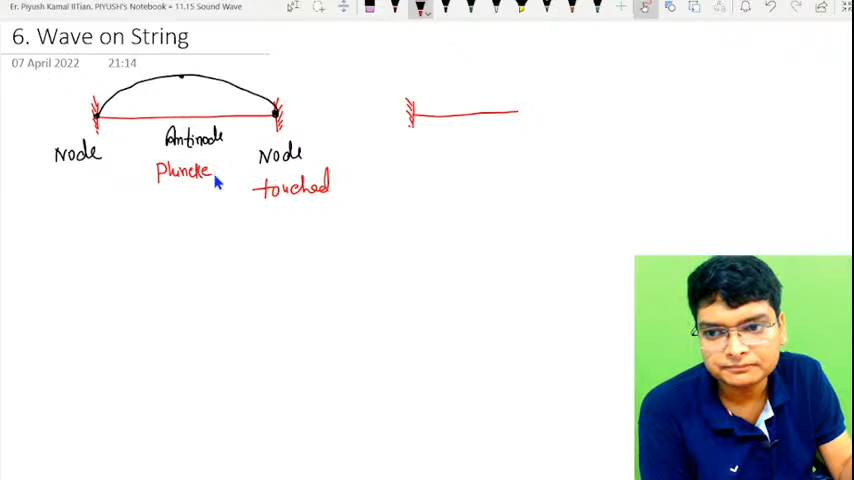 Er. Piyush Kamal IITian. PIYUSH's Notebook » 11.15 Sound Wave
6. Wave on String
07 April 2022 21:14
Antinode
Node Node
Pluncke
touched